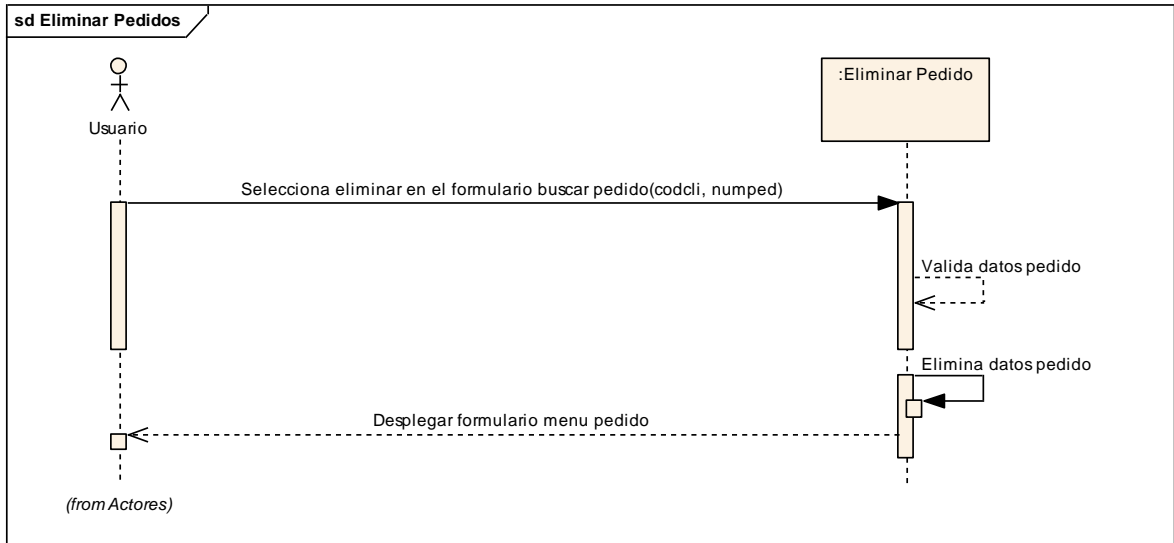 sd Eliminar Pedidos
:Eliminar Pedido
Usuario
Selecciona eliminar en el formulario buscar pedido(codcli, numped)
Valida datos pedido
Elimina datos pedido
Desplegar formulario menu pedido
(from Actores)